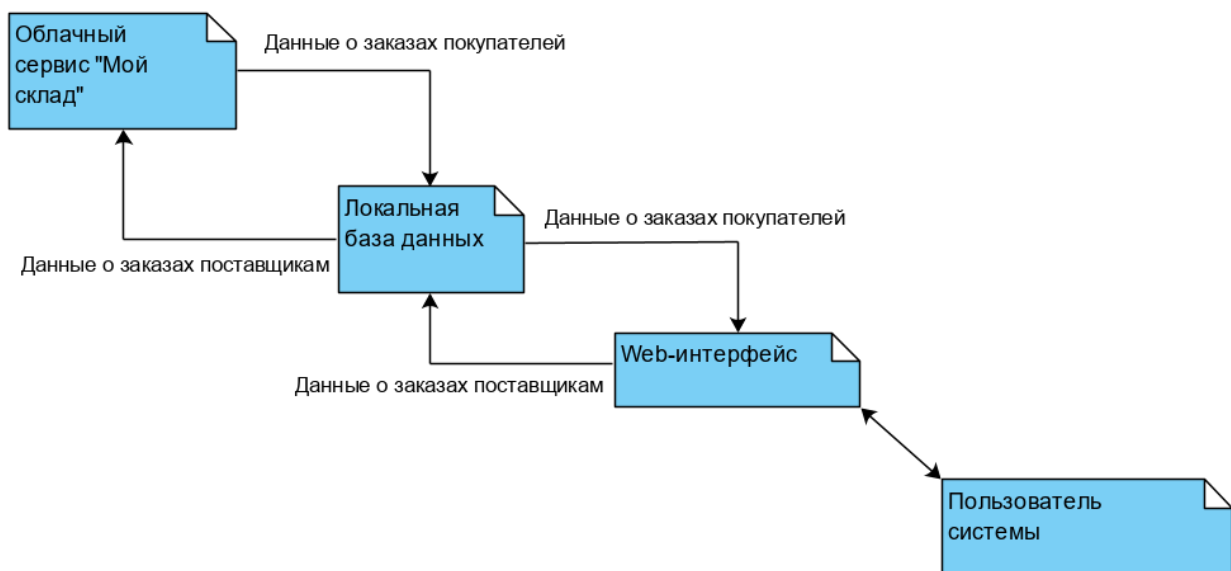 Облачный
сервис "Мой
склад"
Данные о заказах покупателей
Локальная
база данных
Данные о заказах покупателей
Данные о заказах поставщикам
Web-интерфейс
Данные о заказах поставщикам
Пользователь
системы